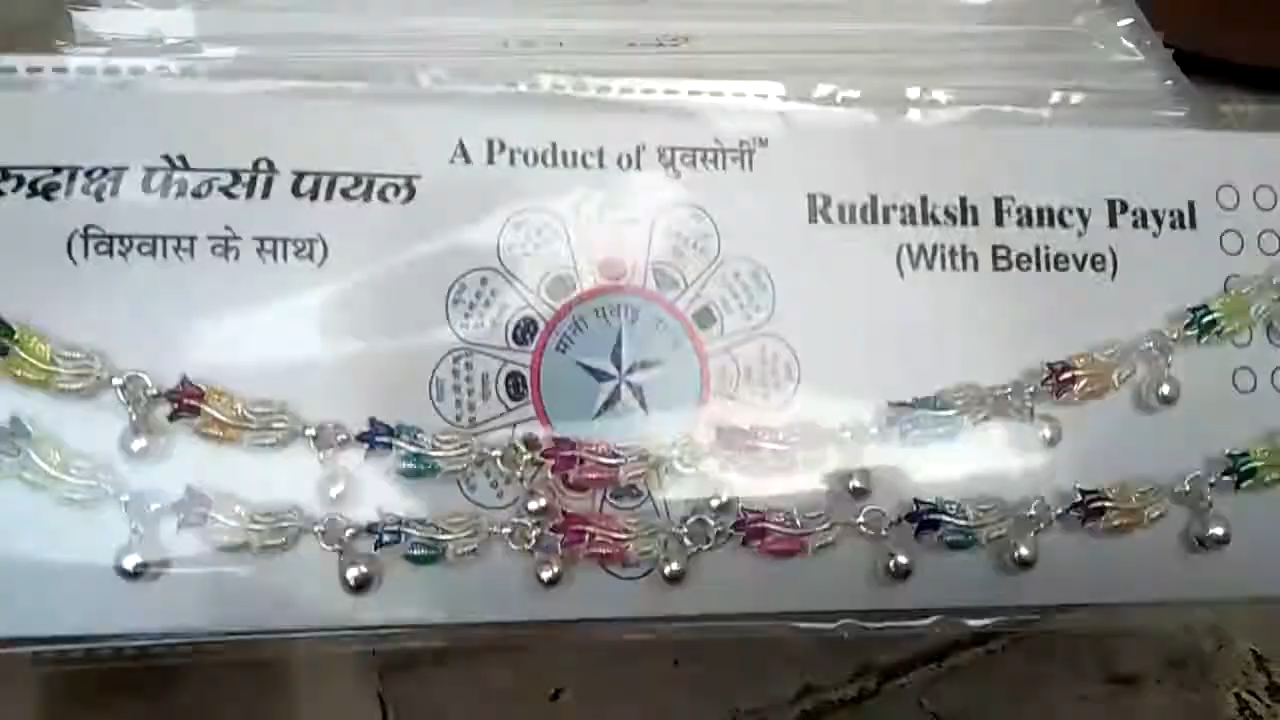 A Product of ध्रुवसोनी™
रुद्राक्ष फैन्सी पायल
(विश्वास के साथ)
Rudraksh Fancy Payal
(With Believe)